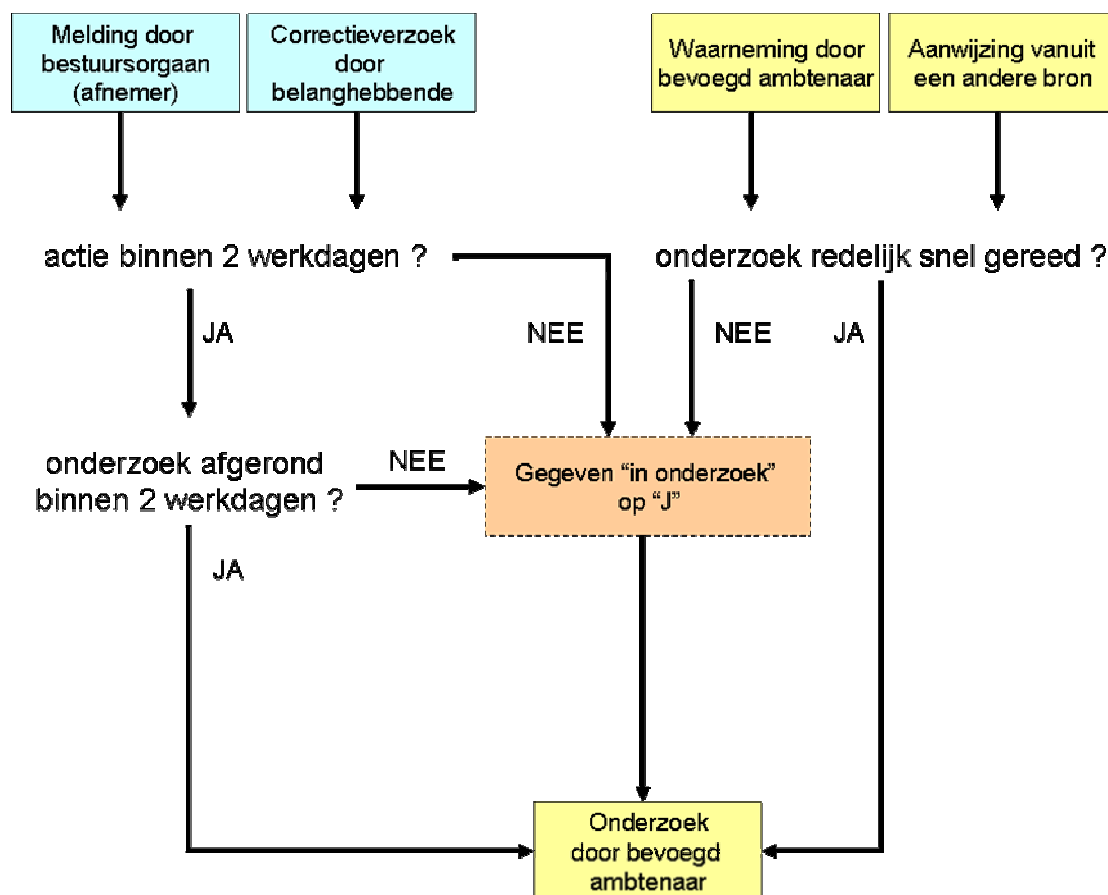 Melding door
bestuursorgaan
(afnemer)
Correctieverzoek
door
belanghebbende
Waarneming door
bevoegd ambtenaar
Aanwijzing vanuit
een andere bron
actie binnen 2 werkdagen ?
onderzoek redelijk snel gereed ?
JA
NEE
NEE
JA
onderzoek afgerond
binnen 2 werkdagen ?
NEE
Gegeven “in onderzoek”
op “J”
JA
Onderzoek
door bevoegd
ambtenaar